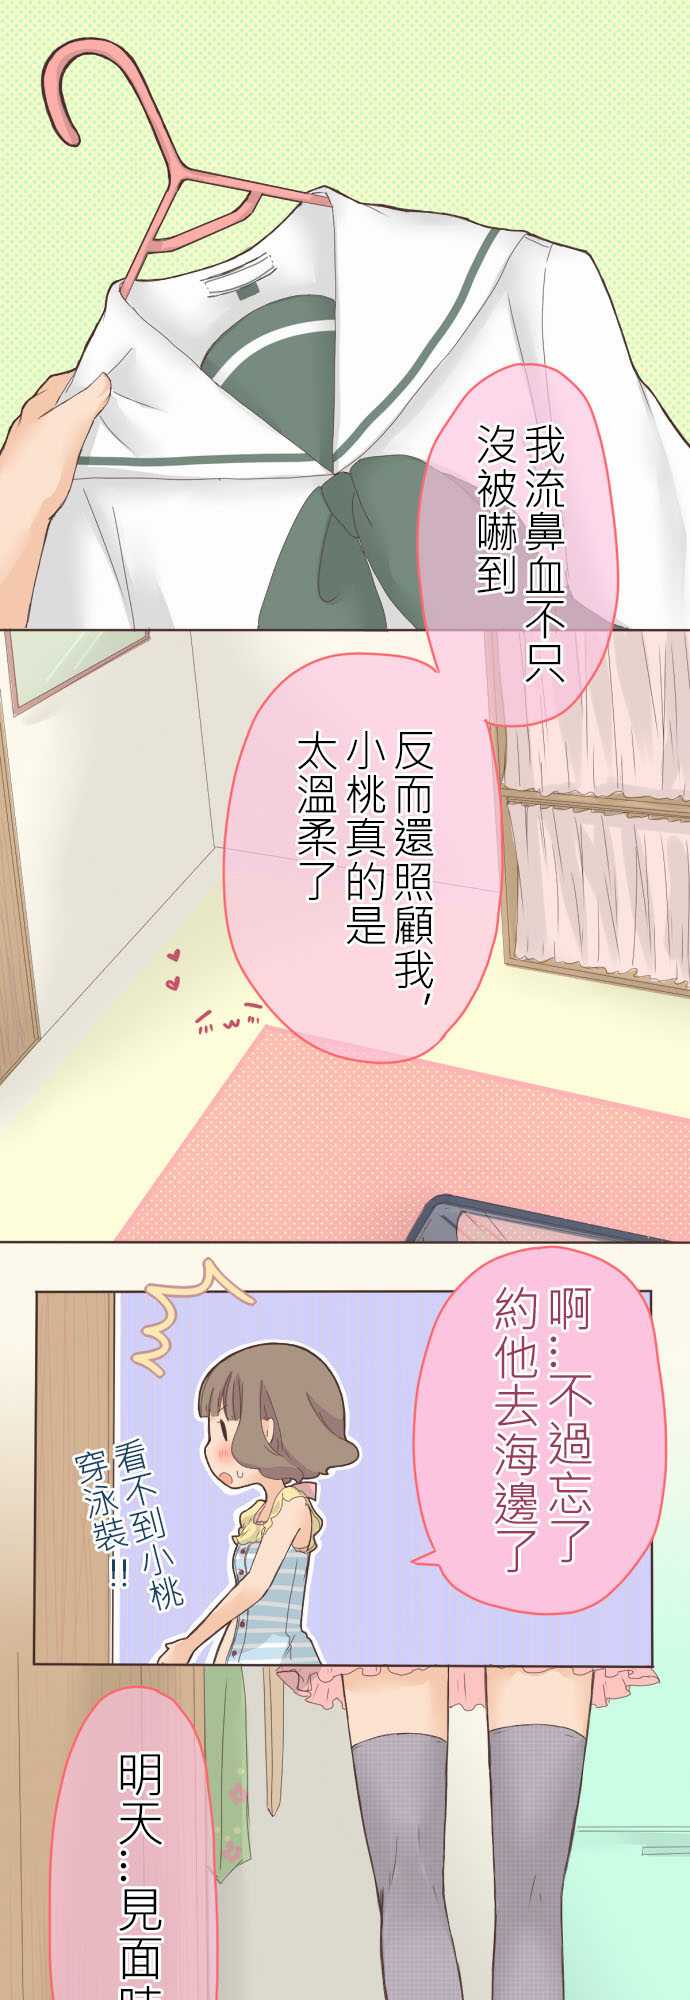 我流鼻血不只
沒被嚇到
反而還照顧我,
小桃真的是
太溫柔了
啊…不過忘了
約他去海邊了
看不到小桃
穿泳裝!!
明天…見面時